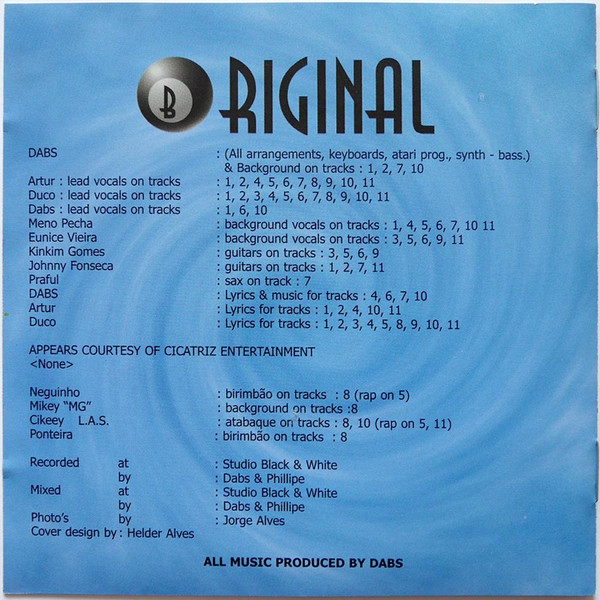 B RIGINAL
DABS : (All arrangements, keyboards, atari prog., synth - bass.)
& Background on tracks : 1, 2, 7, 10
Artur : lead vocals on tracks : 1, 2, 4, 5, 6, 7, 8, 9, 10, 11
Duco : lead vocals on tracks : 1, 2, 3, 4, 5, 6, 7, 8, 9, 10, 11
Dabs : lead vocals on tracks : 1, 6, 10
Meno Pecha : background vocals on tracks : 1, 4, 5, 6, 7, 10 11
Eunice Vieira : background vocals on tracks : 3, 5, 6, 9, 11
Kinkim Gomes : guitars on tracks : 3, 5, 6, 9
Johnny Fonseca : guitars on tracks : 1, 2, 7, 11
Praful : sax on track : 7
DABS : Lyrics & music for tracks : 4, 6, 7, 10
Artur : Lyrics for tracks : 1, 2, 4, 10, 11
Duco : Lyrics for tracks : 1, 2, 3, 4, 5, 8, 9, 10, 11
APPEARS COURTESY OF CICATRIZ ENTERTAINMENT
<None>
Neguinho : birimbão on tracks : 8 (rap on 5)
Mikey “MG” : background on tracks :8
Cikeey L.A.S. : atabaque on tracks : 8, 10 (rap on 5, 11)
Ponteira : birimbão on tracks : 8
Recorded at : Studio Black & White
by : Dabs & Phillipe
Mixed at : Studio Black & White
by : Dabs & Phillipe
Photo's by : Jorge Alves
Cover design by : Helder Alves
ALL MUSIC PRODUCED BY DABS